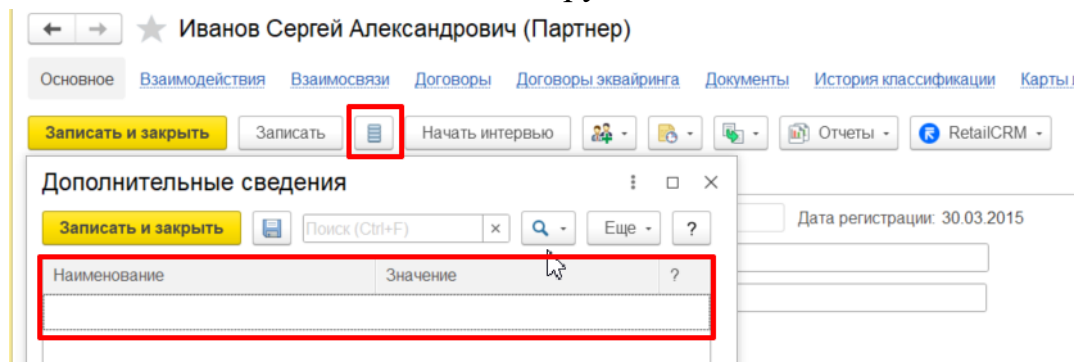 Иванов Сергей Александрович (Партнер)
Основное Взаимодействия Взаимосвязи Договоры Договоры эквайринга Документы История классификации Карты
Записать и закрыть Записать Начать интервью Отчеты RetailCRM
Дополнительные сведения
Записать и закрыть Поиск (Ctrl+F) × Еще ? Дата регистрации: 30.03.2015
Наименование Значение ?